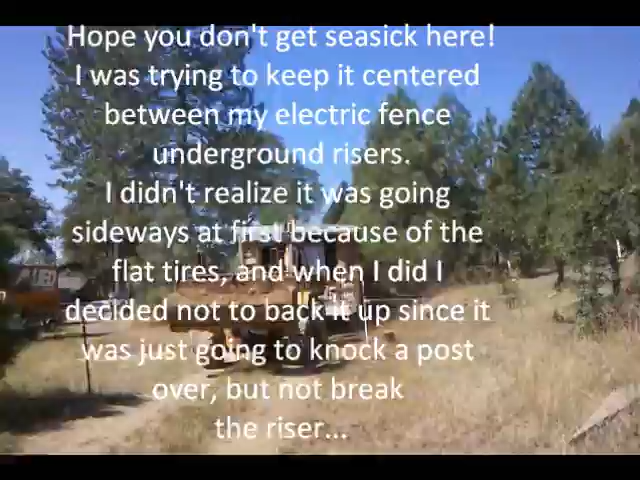 Hope you don't get seasick here!
I was trying to keep it centered
between my electric fence
underground risers.
I didn't realize it was going
sideways at first because of the
flat tires, and when I did I
decided not to back it up since it
was just going to knock a post
over, but not break
the riser...